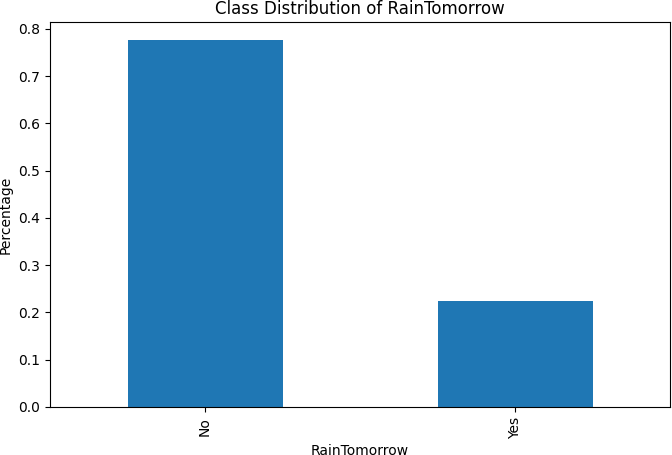 Class Distribution of RainTomorrow
0.8
0.7
0.6
0.5
0.4
0.3
0.2
0.1
0.0
Percentage
No
Yes
RainTomorrow